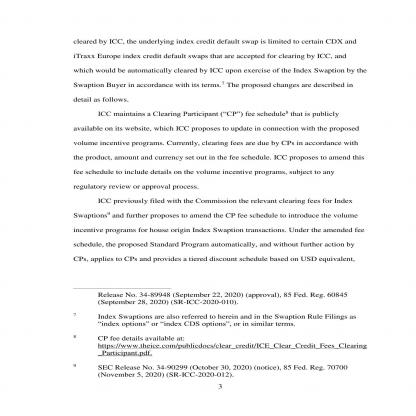 cleared by ICC, the underlying index credit default swap is limited to certain CDX and
iTraxx Europe index credit default swaps that are accepted for clearing by ICC, and
which would be automatically cleared by ICC upon exercise of the Index Swaption by the
Swaption Buyer in accordance with its terms.7 The proposed changes are described in
detail as follows.
ICC maintains a Clearing Participant (“CP”) fee schedule8 that is publicly
available on its website, which ICC proposes to update in connection with the proposed
volume incentive programs. Currently, clearing fees are due by CPs in accordance with
the product, amount and currency set out in the fee schedule. ICC proposes to amend this
fee schedule to include details on the volume incentive programs, subject to any
regulatory review or approval process.
ICC previously filed with the Commission the relevant clearing fees for Index
Swaptions9 and further proposes to amend the CP fee schedule to introduce the volume
incentive programs for house origin Index Swaption transactions. Under the amended fee
schedule, the proposed Standard Program automatically, and without further action by
CPs, applies to CPs and provides a tiered discount schedule based on USD equivalent,
Release No. 34-89948 (September 22, 2020) (approval), 85 Fed. Reg. 60845
(September 28, 2020) (SR-ICC-2020-010).
7 Index Swaptions are also referred to herein and in the Swaption Rule Filings as
“index options” or “index CDS options”, or in similar terms.
8 CP fee details available at:
https://www.theice.com/publicdocs/clear_credit/ICE_Clear_Credit_Fees_Clearing
_Participant.pdf.
9 SEC Release No. 34-90299 (October 30, 2020) (notice), 85 Fed. Reg. 70700
(November 5, 2020) (SR-ICC-2020-012).
3